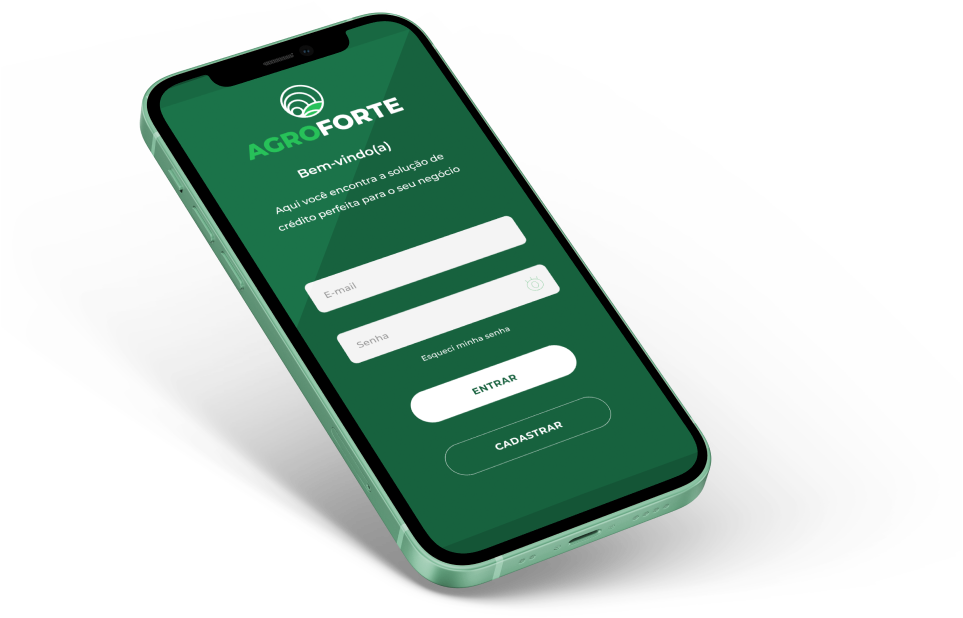 AGROFORTE
Bem-vindo(a)
Aqui você encontra a solução de
crédito perfeita para o seu negócio
E-mail
Senha
Esqueci minha senha
ENTRAR
CADASTRAR